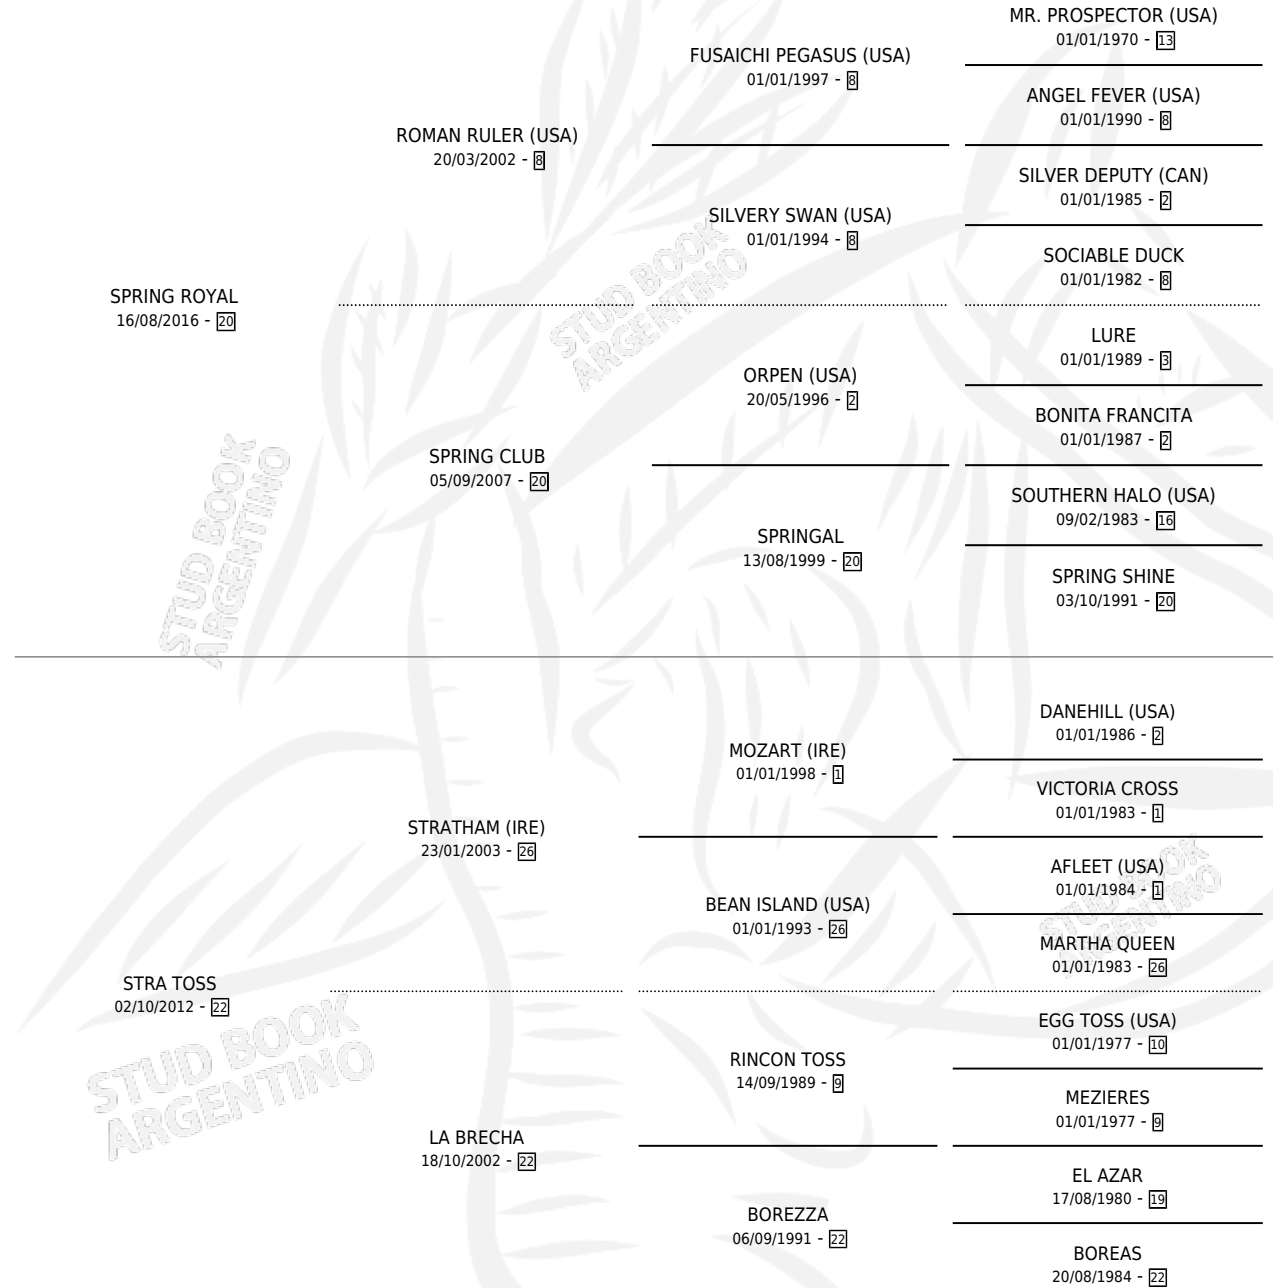 MR. PROSPECTOR (USA)
01/01/1970 - 13
FUSAICHI PEGASUS (USA)
01/01/1997 - 8
ANGEL FEVER (USA)
01/01/1990 - 8
ROMAN RULER (USA)
20/03/2002 - 8
SILVER DEPUTY (CAN)
01/01/1985 - 2
SILVERY SWAN (USA)
01/01/1994 - 8
SOCIABLE DUCK
01/01/1982 - 8
SPRING ROYAL
16/08/2016 - 20
LURE
01/01/1989 - 3
ORPEN (USA)
20/05/1996 - 2
BONITA FRANCITA
01/01/1987 - 2
SPRING CLUB
05/09/2007 - 20
SOUTHERN HALO (USA)
09/02/1983 - 16
SPRINGAL
13/08/1999 - 20
SPRING SHINE
03/10/1991 - 20
STUD BOOK
ARGENTINO
STUD BOOK
ARGENTINO
DANEHILL (USA)
01/01/1986 - 2
MOZART (IRE)
01/01/1998 - 1
VICTORIA CROSS
01/01/1983 - 1
STRATHAM (IRE)
23/01/2003 - 26
AFLEET (USA)
01/01/1984 - 1
BEAN ISLAND (USA)
01/01/1993 - 26
MARTHA QUEEN
01/01/1983 - 26
STRA TOSS
02/10/2012 - 22
EGG TOSS (USA)
01/01/1977 - 10
RINCON TOSS
14/09/1989 - 9
MEZIERES
01/01/1977 - 9
LA BRECHA
18/10/2002 - 22
EL AZAR
17/08/1980 - 19
BOREZZA
06/09/1991 - 22
BOREAS
20/08/1984 - 22
STUD BOOK
ARGENTINO
STUD BOOK
ARGENTINO